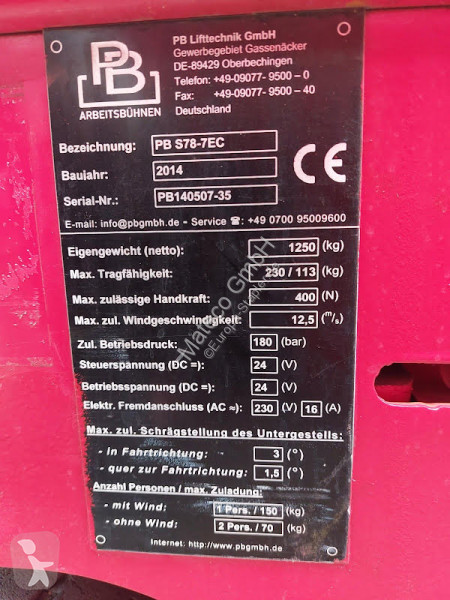 PB
ARBEITSBÜHNEN
PB Lifttechnik GmbH
Gewerbegebiet Gassenäcker
DE-89429 Oberbechingen
Telefon: +49-09077- 9500 – 0
Fax: +49-09077- 9500 – 40
Deutschland
Bezeichnung: PB S78-7EC
Baujahr: 2014
Serial-Nr.: PB140507-35
CE
E-mail: info@pbgmbh.de - Service ☎: +49 0700 95009600
Eigengewicht (netto): 1250 (kg)
Max. Tragfähigkeit: 230 / 113 (kg)
Max. zulässige Handkraft: 400 (N)
Max. zul. Windgeschwindigkeit: 12,5 (m/s)
Zul. Betriebsdruck: 180 (bar)
Steuerspannung (DC =): 24 (V)
Betriebsspannung (DC =): 24 (V)
Elektr. Fremdanschluss (AC ≈): 230 (V) 16 (A)
Max. zul. Schrägstellung des Untergestells:
- in Fahrtrichtung: 3 (°)
- quer zur Fahrtrichtung: 1,5 (°)
Anzahl Personen / max. Zuladung:
- mit Wind: 1 Pers. / 150 (kg)
- ohne Wind: 2 Pers. / 70 (kg)
Internet: http://www.pbgmbh.de
Mateco GmbH